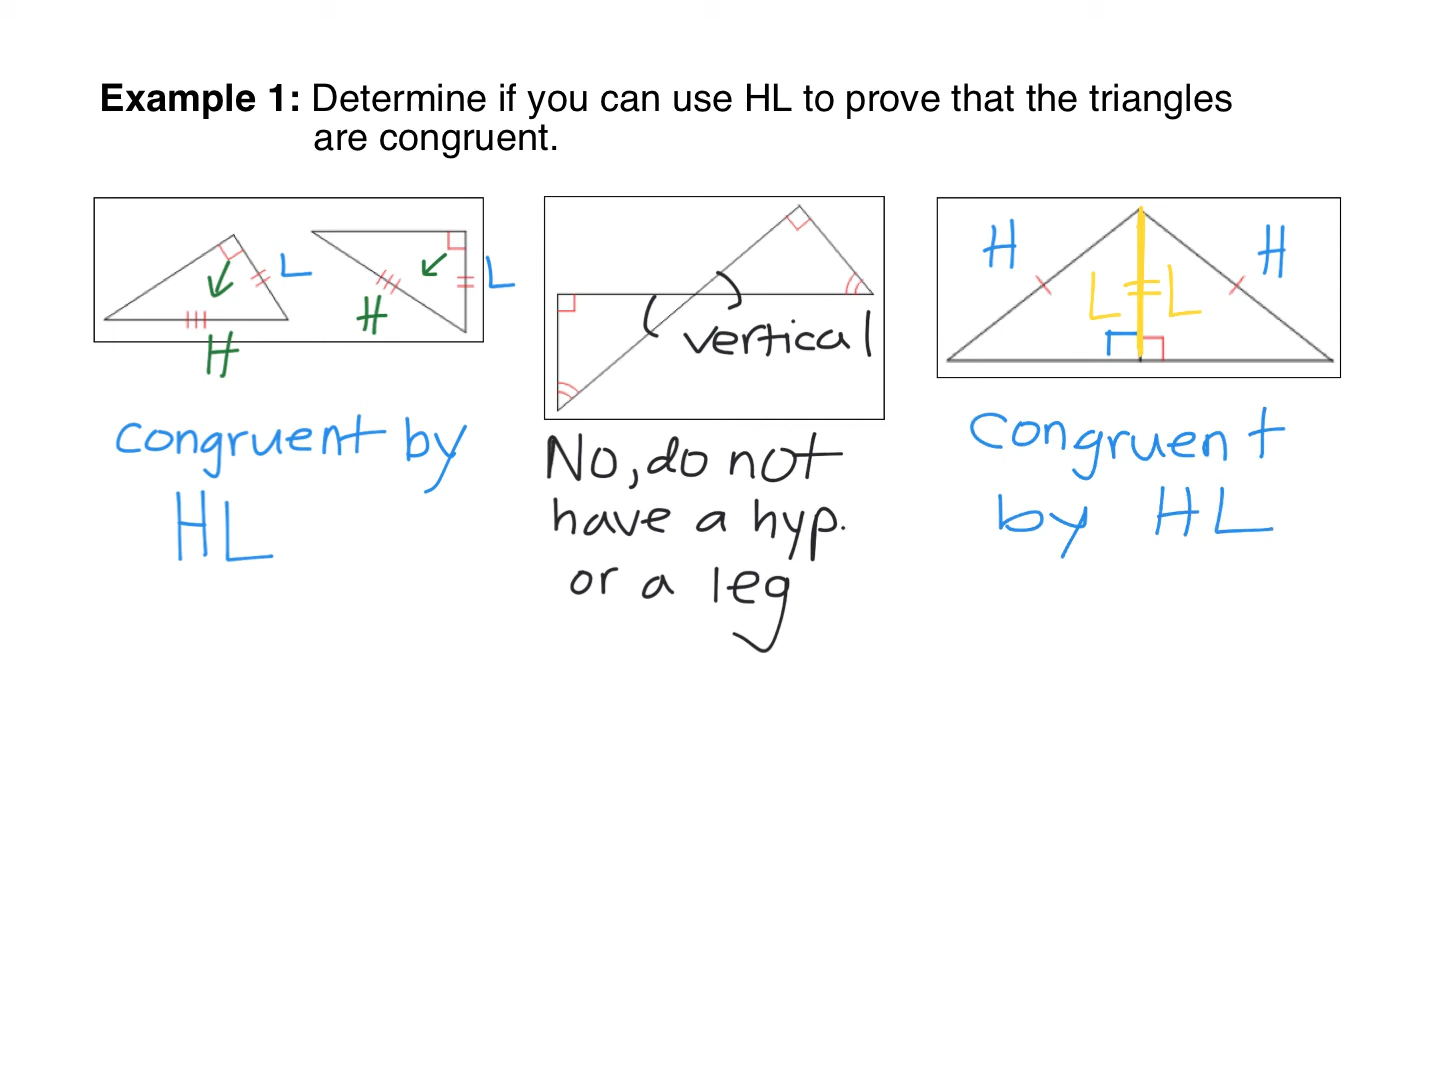 Example 1: Determine if you can use HL to prove that the triangles
are congruent.
L
H
L
H
congruent by
HL
vertical
No, do not
have a hyp.
or a leg
H
H
L
L
Congruent
by HL